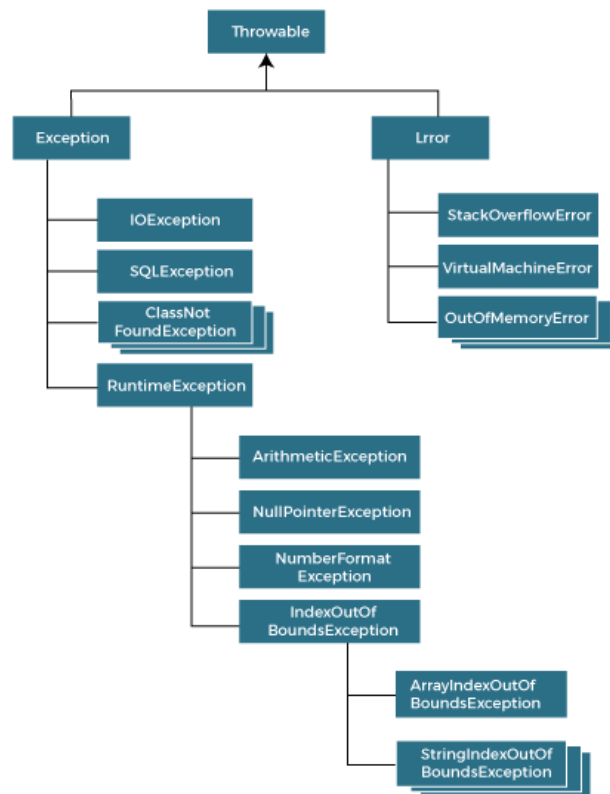 Throwable
Exception
Lrror
IOException
StackOverflowError
SQLException
VirtualMachineError
ClassNot
FoundException
OutOfMemoryError
RuntimeException
ArithmeticException
NullPointerException
NumberFormat
Exception
IndexOutOf
BoundsException
ArrayIndexOutOf
BoundsException
StringIndexOutOf
BoundsException